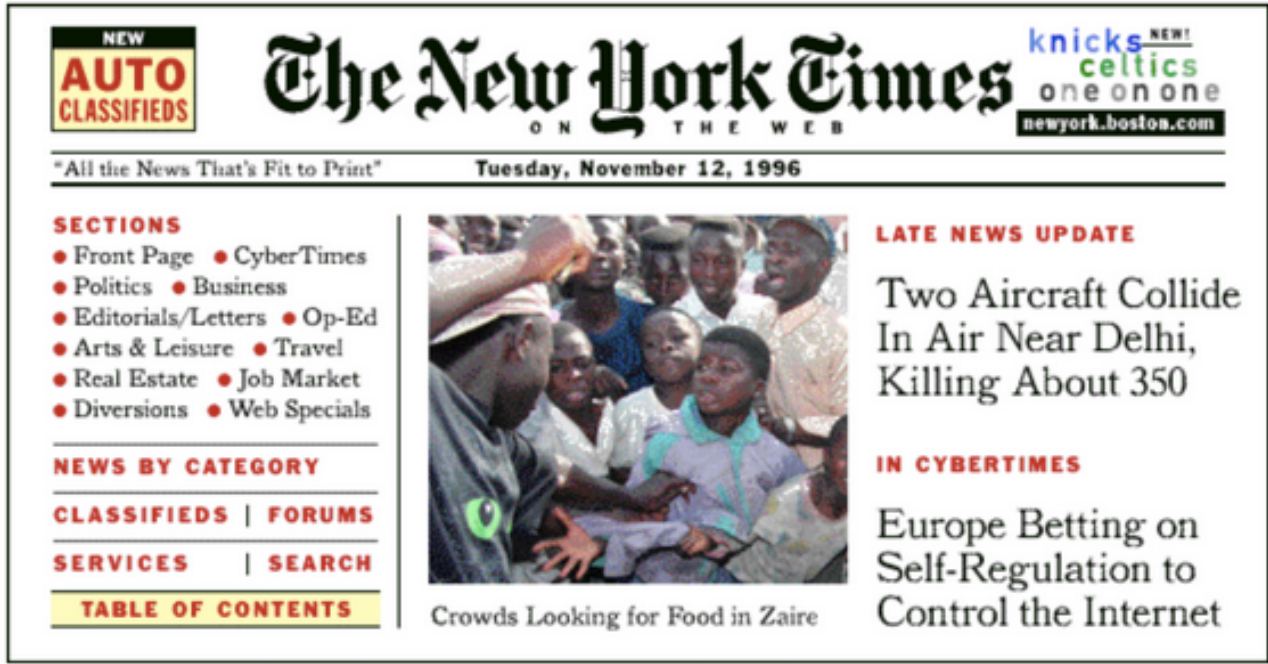 NEW
AUTO
CLASSIFIEDS
The New York Times
ON THE WEB
knicks NEW!
celtics
one on one
newyork.boston.com
"All the News That's Fit to Print"
Tuesday, November 12, 1996
SECTIONS
● Front Page ● CyberTimes
● Politics ● Business
● Editorials/Letters ● Op-Ed
● Arts & Leisure ● Travel
● Real Estate ● Job Market
● Diversions ● Web Specials
NEWS BY CATEGORY
CLASSIFIEDS | FORUMS
SERVICES | SEARCH
TABLE OF CONTENTS
Crowds Looking for Food in Zaire
LATE NEWS UPDATE
Two Aircraft Collide
In Air Near Delhi,
Killing About 350
IN CYBERTIMES
Europe Betting on
Self-Regulation to
Control the Internet